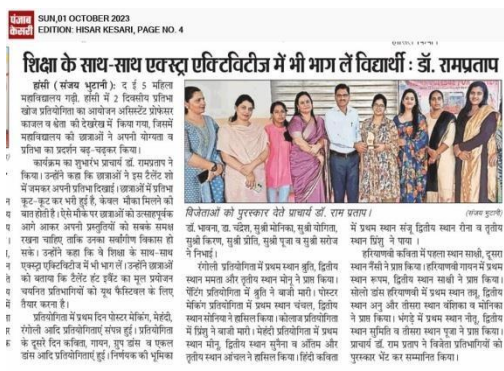 पंजाब
केसरी
SUN,01 OCTOBER 2023
EDITION: HISAR KESARI, PAGE NO. 4
शिक्षा के साथ-साथ एक्स्ट्रा एक्टिविटीज में भी भाग लें विद्यार्थी : डॉ. रामप्रताप
हांसी (संजय भुटानी): द ई 5 महिला
महाविद्यालय गढ़ी, हांसी में 2 दिवसीय प्रतिभा
खोज प्रतियोगिता का आयोजन असिस्टेंट प्रोफेसर
काजल व श्वेता की देखरेख में किया गया, जिसमें
महाविद्यालय की छात्राओं ने अपनी योग्यता व
प्रतिभा का प्रदर्शन बढ़-चढ़कर किया।
कार्यक्रम का शुभारंभ प्राचार्य डॉ. रामप्रताप ने
किया। उन्होंने कहा कि छात्राओं ने इस टैलेंट शो
में जमकर अपनी प्रतिभा दिखाई। छात्राओं में प्रतिभा
कूट-कूट कर भरी हुई है, केवल मौका मिलने की
बात होती है। ऐसे मौके पर छात्राओं को उत्साहपूर्वक
आगे आकर अपनी प्रस्तुतियों को सबके समक्ष
रखना चाहिए ताकि उनका सर्वांगीण विकास हो
सके। उन्होंने कहा कि वे शिक्षा के साथ-साथ
एक्स्ट्रा एक्टिविटीज में भी भाग लें। उन्होंने छात्राओं
को बताया कि टैलेंट हंट इवेंट का मूल प्रयोजन
चयनित प्रतिभागियों को यूथ फैस्टिवल के लिए
तैयार करना है।
प्रतियोगिता में प्रथम दिन पोस्टर मेकिंग, मेहंदी,
रंगोली आदि प्रतियोगिताएं संपन्न हुई। प्रतियोगिता
के दूसरे दिन कविता, गायन, ग्रुप डांस व एकल
डांस आदि प्रतियोगिताएं हुई। निर्णायक की भूमिका
विजेताओं को पुरस्कार देते प्राचार्य डॉ. राम प्रताप।
(संजय भुटानी)
डॉ. भावना, डा. चंद्रेश, सुश्री मोनिका, सुश्री योगिता,
सुश्री किरण, सुश्री प्रीति, सुश्री पूजा व सुश्री सरोज
ने निभाई।
रंगोली प्रतियोगिता में प्रथम स्थान श्रुति, द्वितीय
स्थान ममता और तृतीय स्थान मोनू ने प्राप्त किया।
पेंटिंग प्रतियोगिता में श्रुति ने बाजी मारी। पोस्टर
मेकिंग प्रतियोगिता में प्रथम स्थान चंचल, द्वितीय
स्थान सोनिया ने हासिल किया। कोलाज प्रतियोगिता
में प्रिंशु ने बाजी मारी। मेहंदी प्रतियोगिता में प्रथम
स्थान मीनू, द्वितीय स्थान सुनैना व अंतिम और
तृतीय स्थान आंचल ने हासिल किया। हिंदी कविता
में प्रथम स्थान संजू द्वितीय स्थान रौना व तृतीय
स्थान प्रिंशु ने पाया।
हरियाणवी कविता में पहला स्थान साक्षी, दूसरा
स्थान नैंसी ने प्राप्त किया। हरियाणवी गायन में प्रथम
स्थान रूपम, द्वितीय स्थान साक्षी ने प्राप्त किया।
सोलो डांस हरियाणवी में प्रथम स्थान तनु, द्वितीय
स्थान अनु और तीसरा स्थान वंशिका व मोनिका
ने प्राप्त किया। भंगड़े में प्रथम स्थान नीतू, द्वितीय
स्थान सुमिति व तीसरा स्थान पूजा ने प्राप्त किया।
प्राचार्य डॉ. राम प्रताप ने विजेता प्रतिभागियों को
पुरस्कार भेंट कर सम्मानित किया।